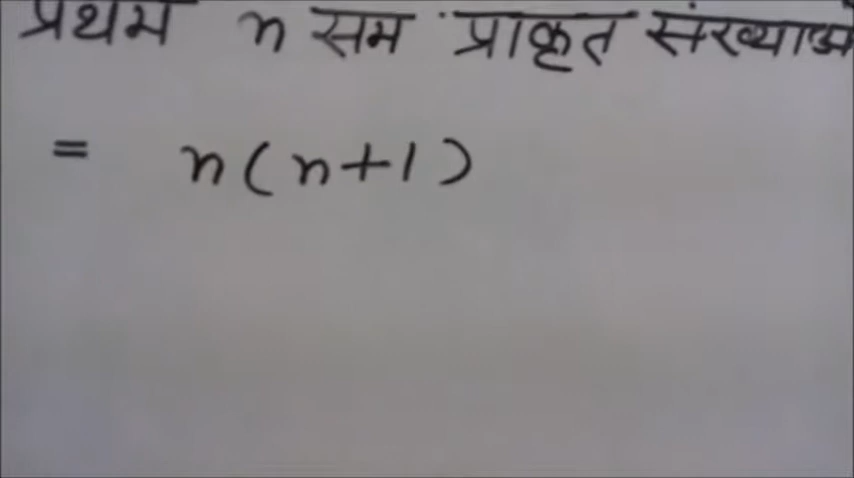 प्रथम n सम प्राकृत संख्याओं
= n(n+1)